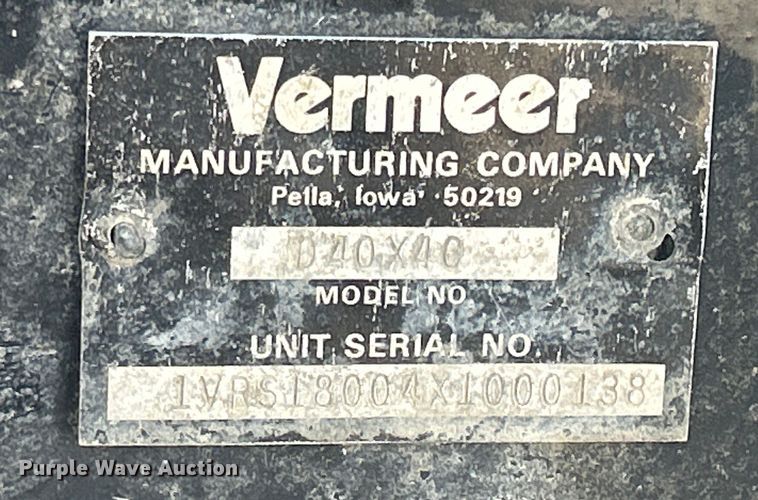 Vermeer
MANUFACTURING COMPANY
Pella, Iowa 50219
D40X40
MODEL NO
UNIT SERIAL NO.
1VRS18004X1000138
Purple Wave Auction